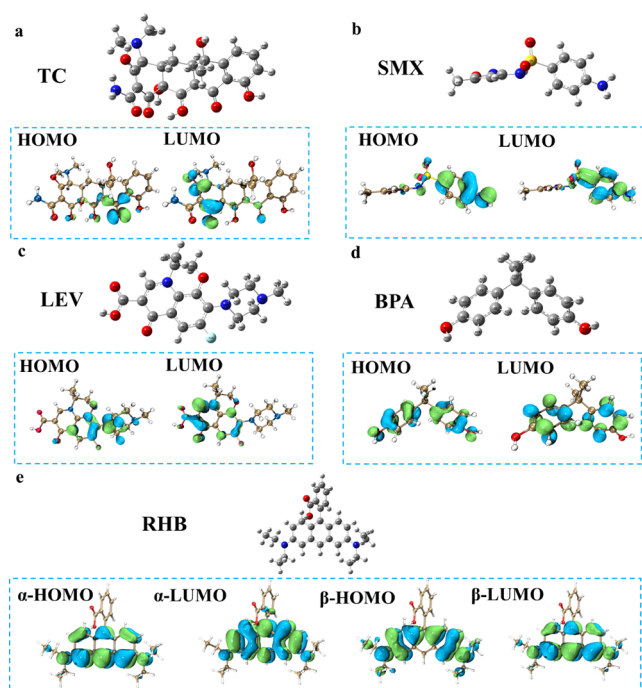 a
TC
HOMO
LUMO
b
SMX
HOMO
LUMO
c
LEV
HOMO
LUMO
d
BPA
HOMO
LUMO
e
RHB
α-HOMO
α-LUMO
β-HOMO
β-LUMO